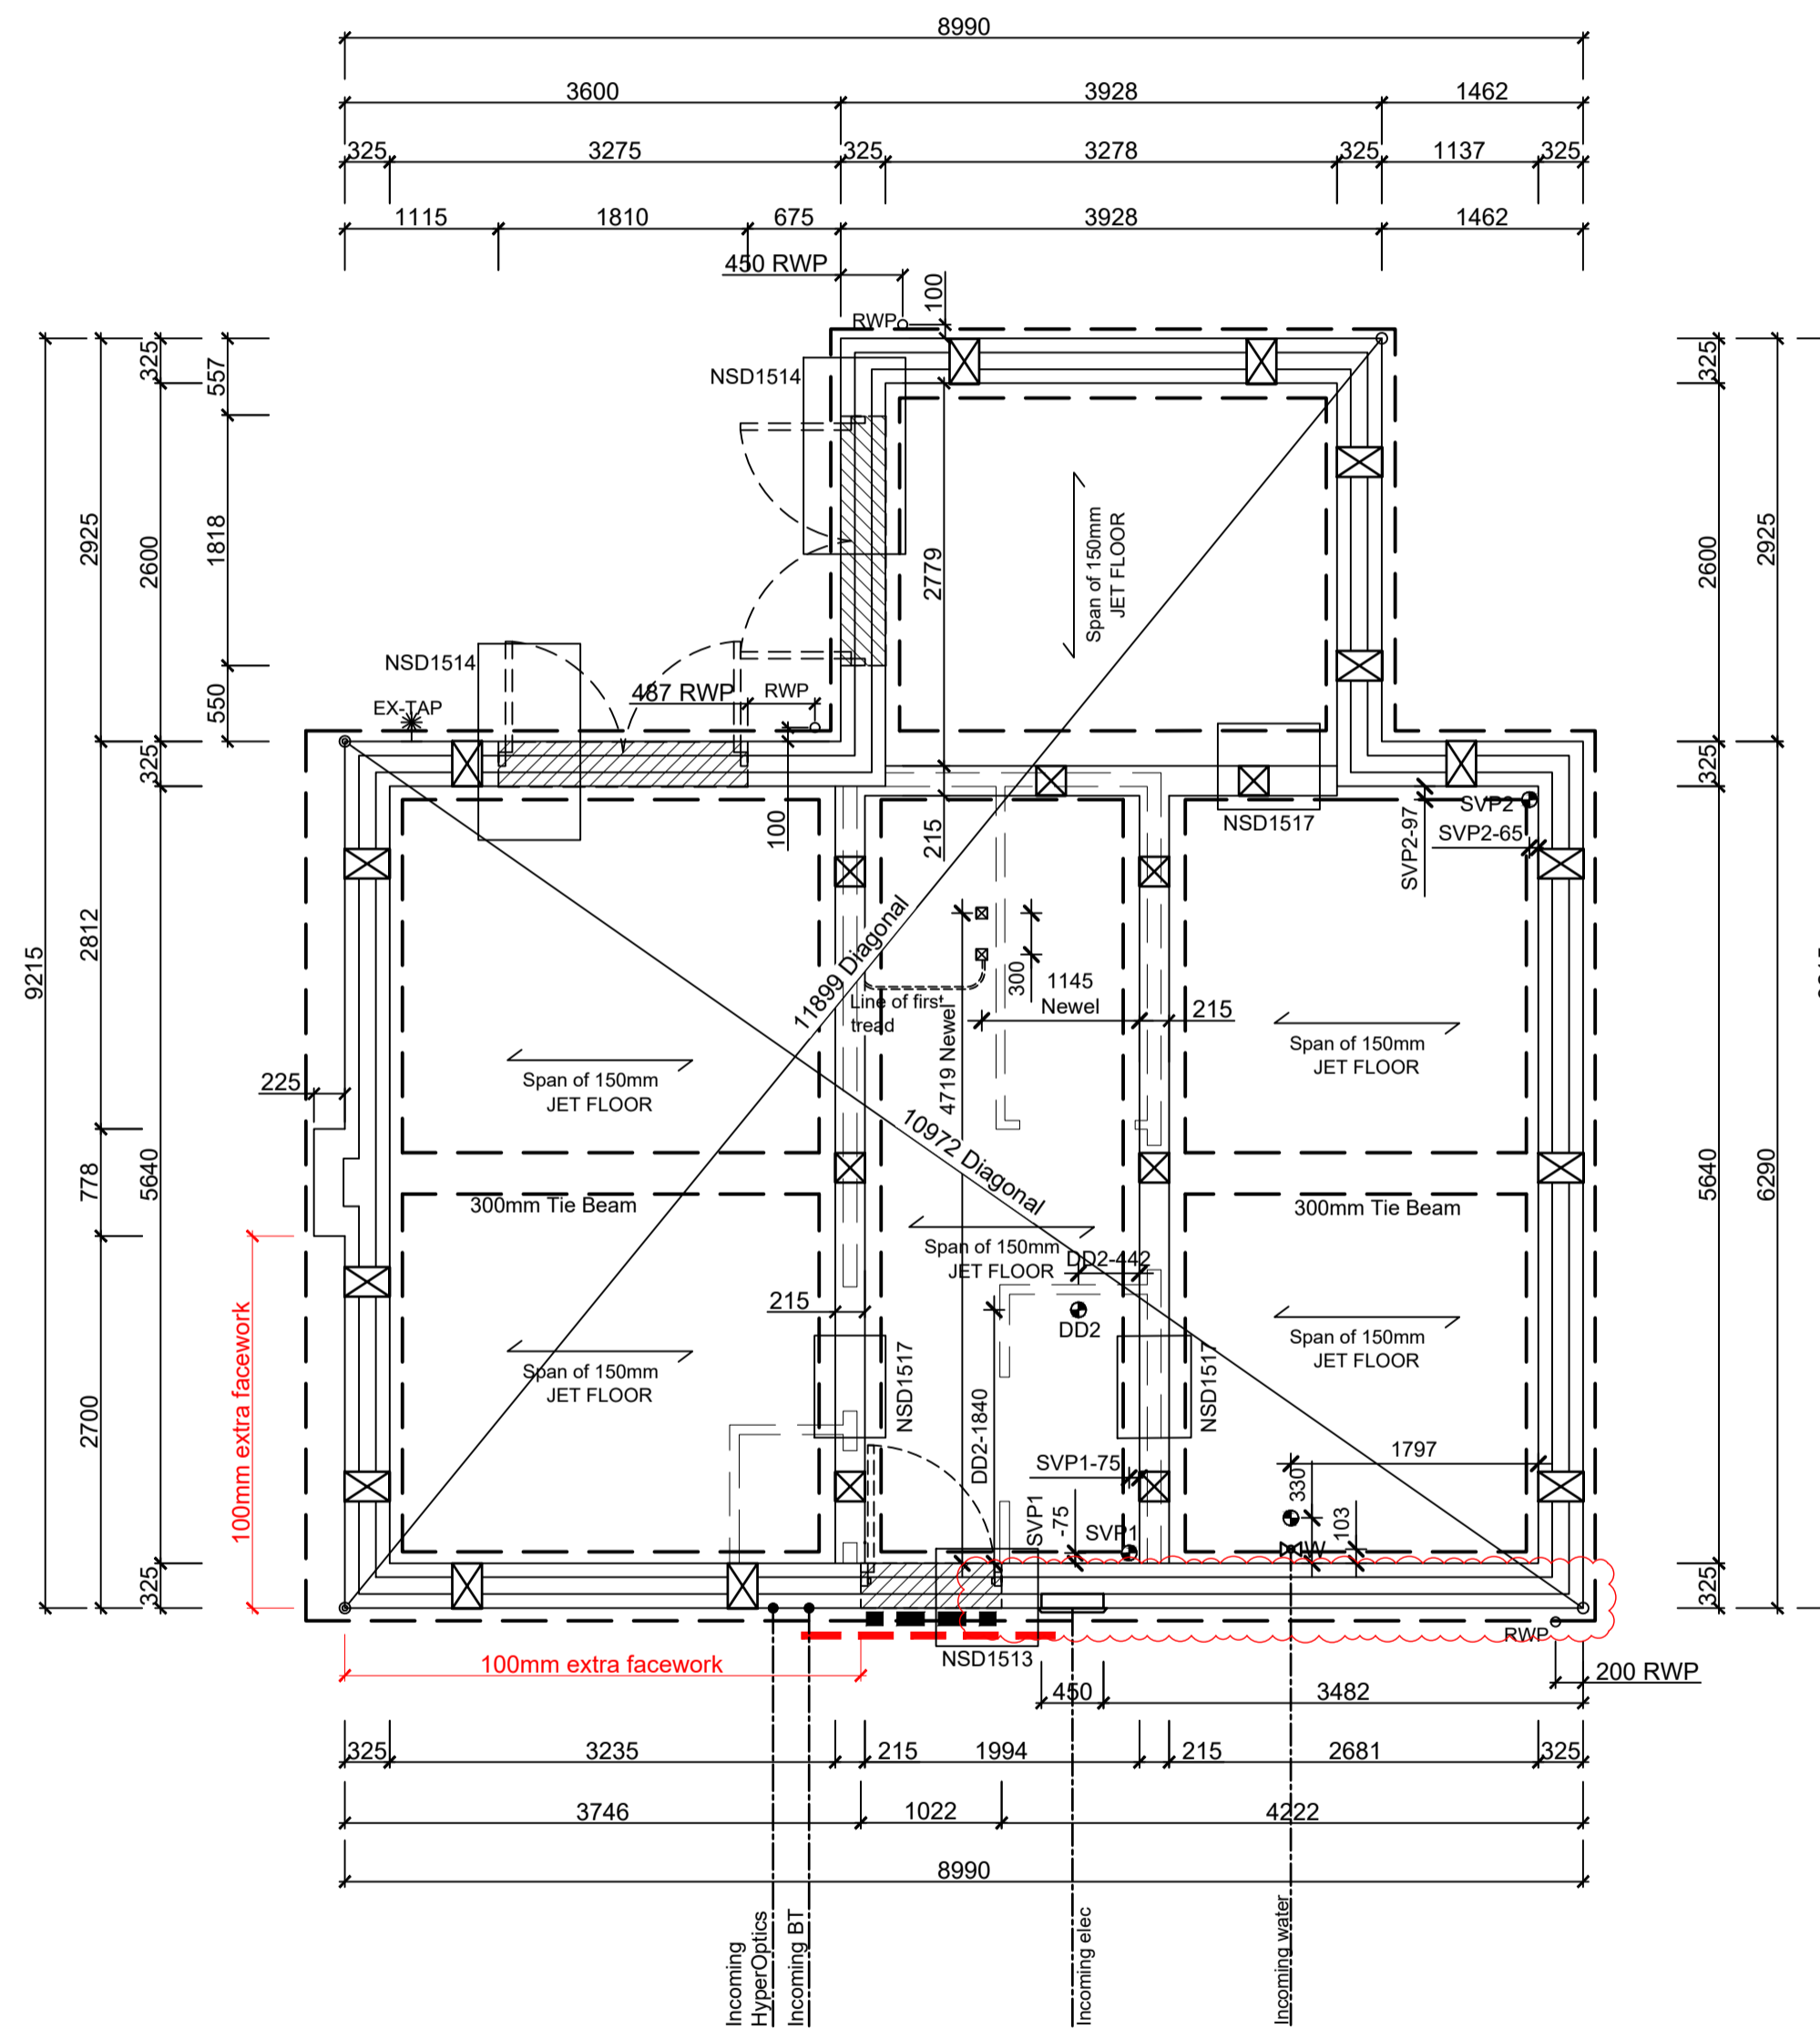 8990
3600 3928 1462
325 3275 325 3278 325 1137 325
1115 1810 675 3928 1462
450 RWP
100
RWP
NSD1514
325
557
2925
2600
1818
550
325
Span of 150mm
JET FLOOR
2779
325
2600
2925
325
NSD1514
EX-TAP
487 RWP
RWP
100
215
NSD1517
SVP2
SVP2-97
SVP2-65
9215
2812
5640
778
2700
325
225
11899 Diagonal
10972 Diagonal
Line of first
tread
4719 Newel
300
1145
Newel
215
Span of 150mm
JET FLOOR
Span of 150mm
JET FLOOR
5640
6290
300mm Tie Beam
300mm Tie Beam
Span of 150mm
JET FLOOR
DD2-442
DD2
215
Span of 150mm
JET FLOOR
Span of 150mm
JET FLOOR
NSD1517
NSD1517
DD2-1840
100mm extra facework
SVP1-75
SVP1
-75
SVP1
1797
330
103
W
325
RWP
100mm extra facework
NSD1513
200 RWP
450 3482
325 3235 215 1994 215 2681 325
3746 1022 4222
8990
Incoming
HyperOptics
Incoming BT
Incoming elec
Incoming water